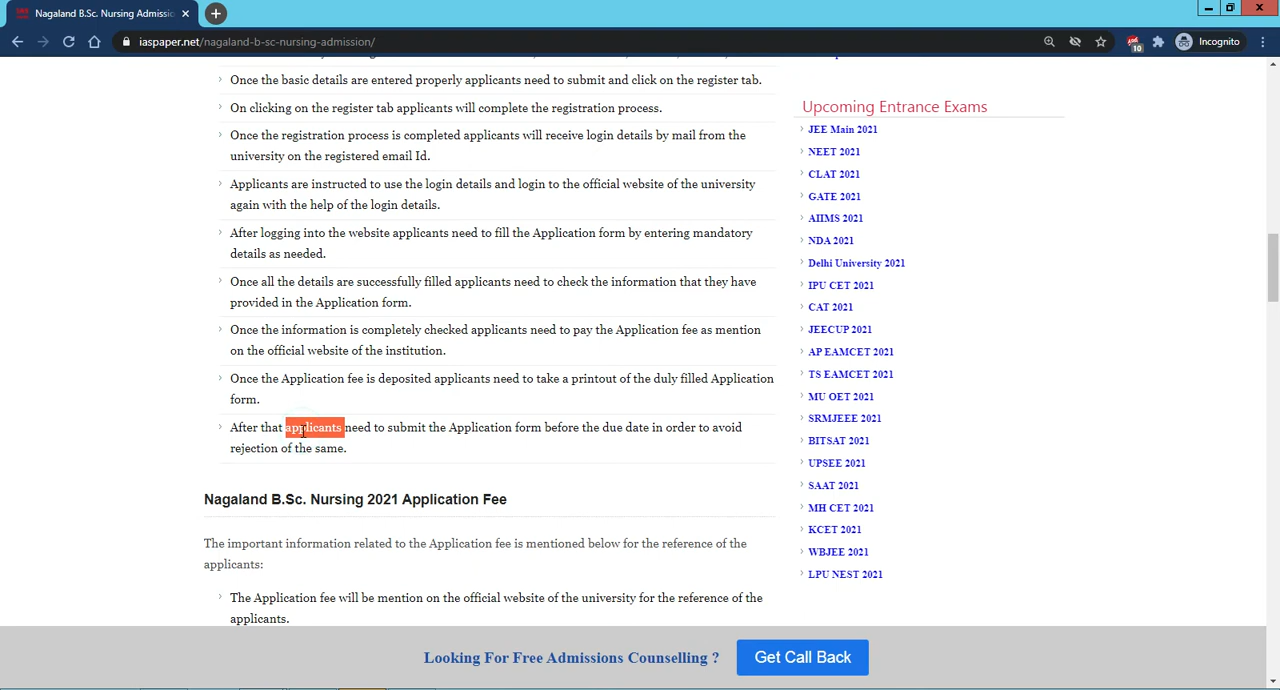 Nagaland B.Sc. Nursing Admissio
iaspaper.net/nagaland-b-sc-nursing-admission/
10
Incognito
Once the basic details are entered properly applicants need to submit and click on the register tab.
On clicking on the register tab applicants will complete the registration process.
Once the registration process is completed applicants will receive login details by mail from the
university on the registered email Id.
Applicants are instructed to use the login details and login to the official website of the university
again with the help of the login details.
After logging into the website applicants need to fill the Application form by entering mandatory
details as needed.
Once all the details are successfully filled applicants need to check the information that they have
provided in the Application form.
Once the information is completely checked applicants need to pay the Application fee as mention
on the official website of the institution.
Once the Application fee is deposited applicants need to take a printout of the duly filled Application
form.
After that applicants need to submit the Application form before the due date in order to avoid
rejection of the same.
Nagaland B.Sc. Nursing 2021 Application Fee
The important information related to the Application fee is mentioned below for the reference of the
applicants:
The Application fee will be mention on the official website of the university for the reference of the
applicants.
Upcoming Entrance Exams
JEE Main 2021
NEET 2021
CLAT 2021
GATE 2021
AIIMS 2021
NDA 2021
Delhi University 2021
IPU CET 2021
CAT 2021
JEECUP 2021
AP EAMCET 2021
TS EAMCET 2021
MU OET 2021
SRMJEEE 2021
BITSAT 2021
UPSEE 2021
SAAT 2021
MH CET 2021
KCET 2021
WBJEE 2021
LPU NEST 2021
Looking For Free Admissions Counselling ?
Get Call Back